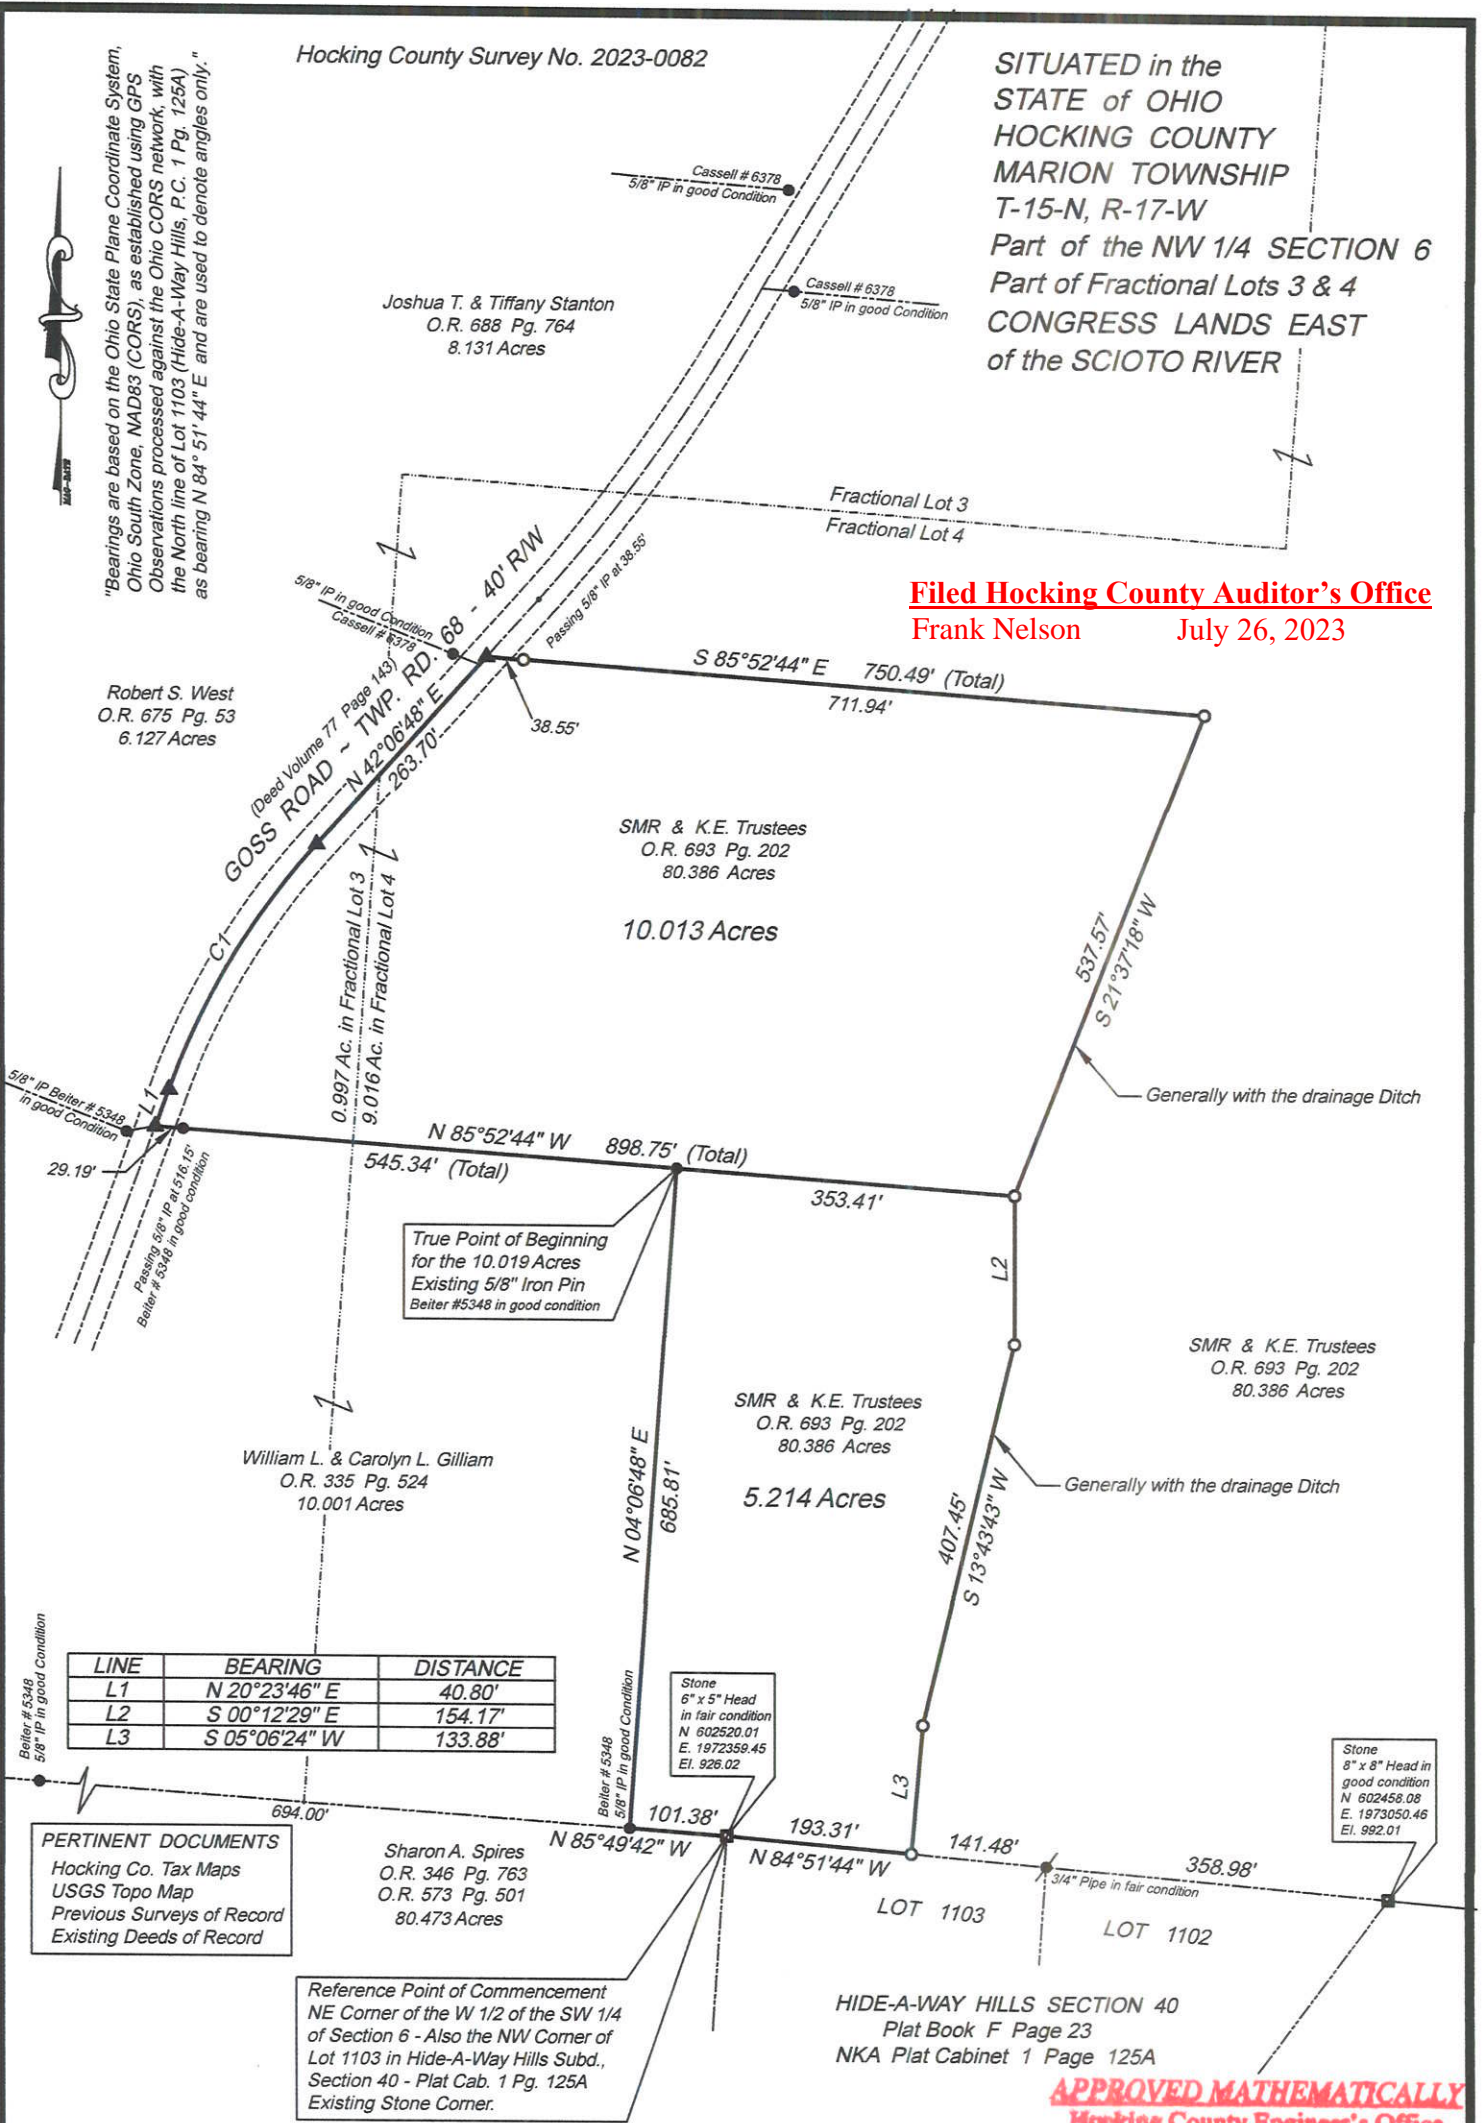 Hocking County Survey No. 2023-0082
"Bearings are based on the Ohio State Plane Coordinate System,
Ohio South Zone, NAD83 (CORS), as established using GPS
Observations processed against the Ohio CORS network, with
the North line of Lot 1103 (Hide-A-Way Hills, P.C. 1 Pg. 125A)
as bearing N 84° 51' 44" E and are used to denote angles only."
SITUATED in the
STATE of OHIO
HOCKING COUNTY
MARION TOWNSHIP
T-15-N, R-17-W
Part of the NW 1/4 SECTION 6
Part of Fractional Lots 3 & 4
CONGRESS LANDS EAST
of the SCIOTO RIVER
Cassell # 6378
5/8" IP in good Condition
Cassell # 6378
5/8" IP in good Condition
Joshua T. & Tiffany Stanton
O.R. 688 Pg. 764
8.131 Acres
Fractional Lot 3
Fractional Lot 4
Filed Hocking County Auditor's Office
Frank Nelson July 26, 2023
5/8" IP in good Condition
Cassell # 6378
Passing 5/8" IP at 38.55'
S 85°52'44" E 750.49' (Total)
711.94'
38.55'
Robert S. West
O.R. 675 Pg. 53
6.127 Acres
(Deed Volume 77 Page 143)
GOSS ROAD ~ TWP. RD. 68 - 40' R/W
N 42°06'48" E
263.70'
SMR & K.E. Trustees
O.R. 693 Pg. 202
80.386 Acres
10.013 Acres
C1
0.997 Ac. in Fractional Lot 3
9.016 Ac. in Fractional Lot 4
537.57'
S 21°37'18" W
Generally with the drainage Ditch
5/8" IP Beiter # 5348
in good Condition
L1
29.19'
Passing 5/8" IP at 516.15'
Beiter # 5348 in good condition
N 85°52'44" W 898.75' (Total)
545.34' (Total)
353.41'
True Point of Beginning
for the 10.019 Acres
Existing 5/8" Iron Pin
Beiter #5348 in good condition
L2
SMR & K.E. Trustees
O.R. 693 Pg. 202
80.386 Acres
SMR & K.E. Trustees
O.R. 693 Pg. 202
80.386 Acres
5.214 Acres
N 04°06'48" E
685.81'
William L. & Carolyn L. Gilliam
O.R. 335 Pg. 524
10.001 Acres
407.45'
S 13°43'43" W
Generally with the drainage Ditch
LINE BEARING DISTANCE
L1 N 20°23'46" E 40.80'
L2 S 00°12'29" E 154.17'
L3 S 05°06'24" W 133.88'
Beiter # 5348
5/8" IP in good Condition
Beiter # 5348
5/8" IP in good Condition
Stone
6" x 5" Head
in fair condition
N 602520.01
E. 1972359.45
El. 926.02
Stone
8" x 8" Head in
good condition
N 602458.08
E. 1973050.46
El. 992.01
L3
694.00'
101.38'
N 85°49'42" W
193.31'
N 84°51'44" W
141.48'
3/4" Pipe in fair condition
358.98'
PERTINENT DOCUMENTS
Hocking Co. Tax Maps
USGS Topo Map
Previous Surveys of Record
Existing Deeds of Record
Sharon A. Spires
O.R. 346 Pg. 763
O.R. 573 Pg. 501
80.473 Acres
LOT 1103
LOT 1102
Reference Point of Commencement
NE Corner of the W 1/2 of the SW 1/4
of Section 6 - Also the NW Corner of
Lot 1103 in Hide-A-Way Hills Subd.,
Section 40 - Plat Cab. 1 Pg. 125A
Existing Stone Corner.
HIDE-A-WAY HILLS SECTION 40
Plat Book F Page 23
NKA Plat Cabinet 1 Page 125A
APPROVED MATHEMATICALLY
Hocking County Engineer's Office